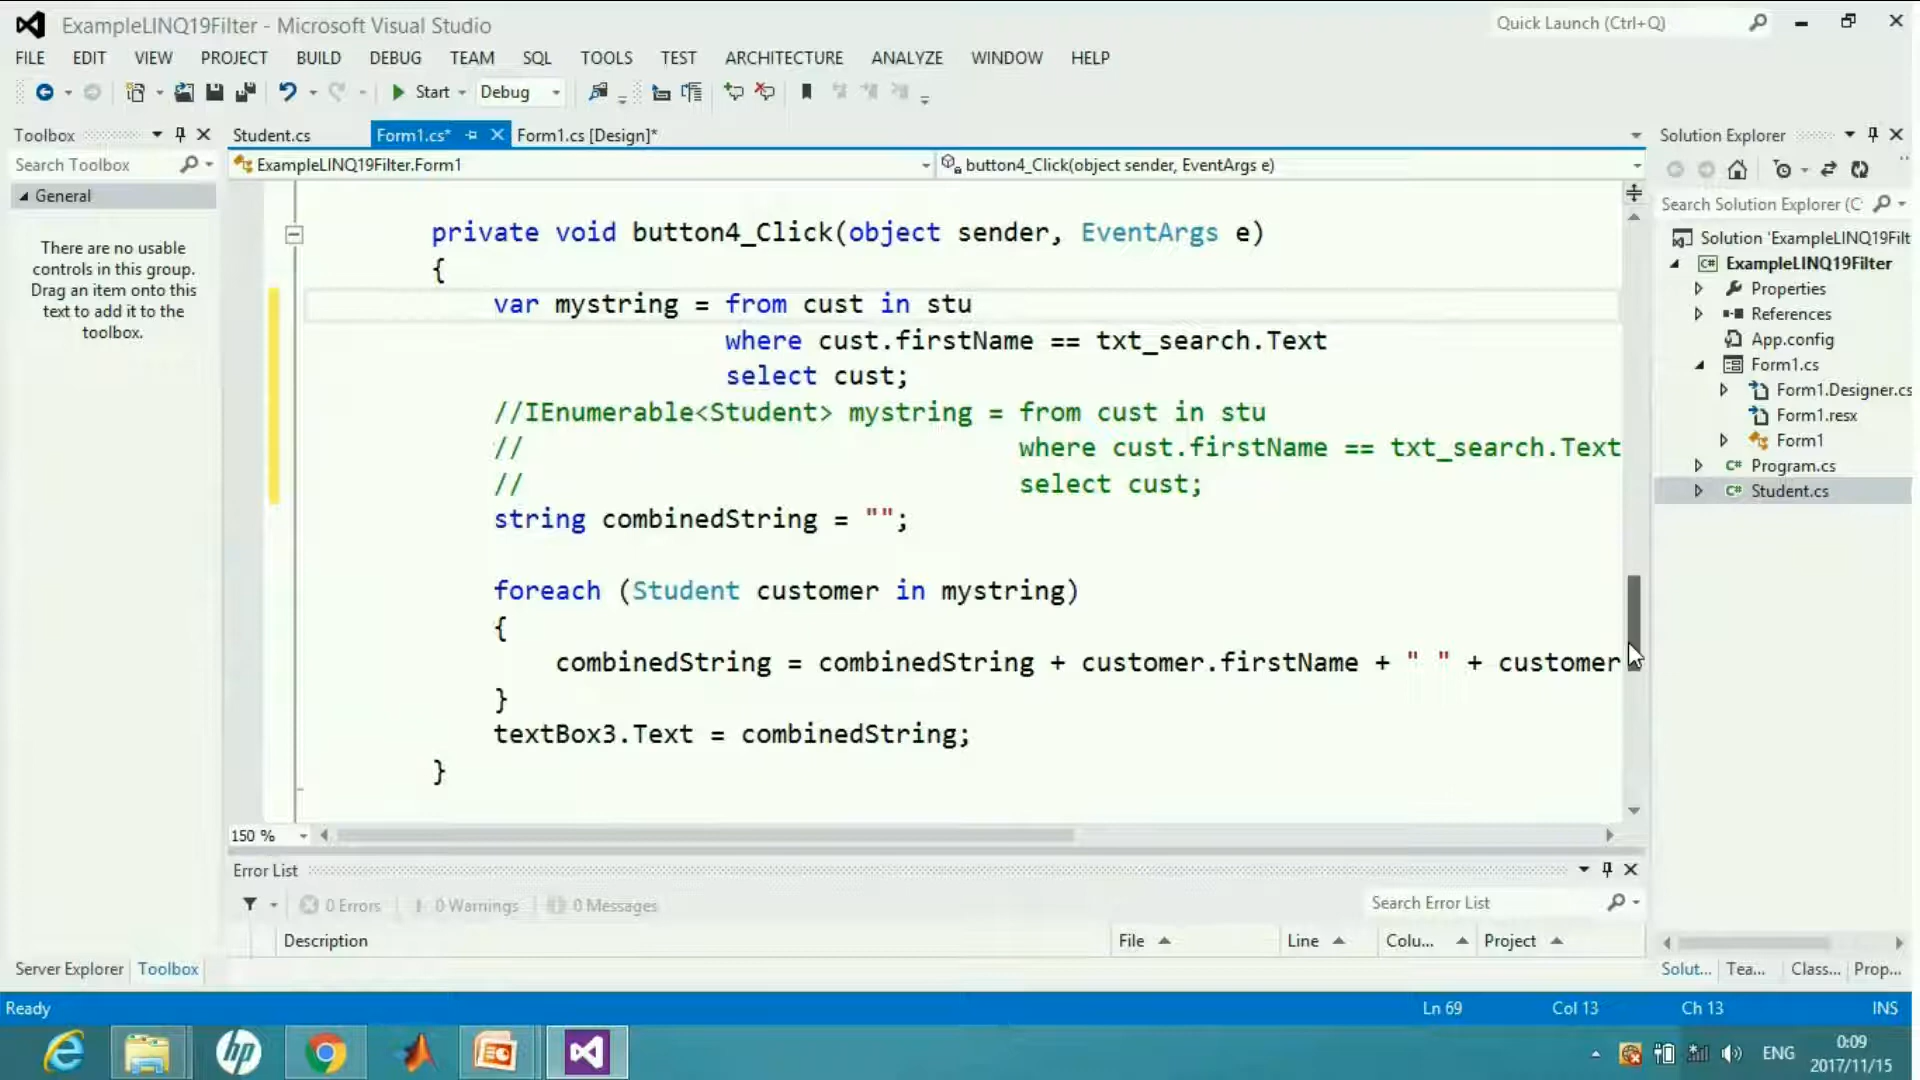 ExampleLINQ19Filter - Microsoft Visual Studio
Quick Launch (Ctrl+Q)
FILE EDIT VIEW PROJECT BUILD DEBUG TEAM SQL TOOLS TEST ARCHITECTURE ANALYZE WINDOW HELP
Start Debug
Toolbox
Search Toolbox
General
There are no usable
controls in this group.
Drag an item onto this
text to add it to the
toolbox.
Server Explorer Toolbox
Student.cs Form1.cs* Form1.cs [Design]*
ExampleLINQ19Filter.Form1 button4_Click(object sender, EventArgs e)
private void button4_Click(object sender, EventArgs e)
{
var mystring = from cust in stu
where cust.firstName == txt_search.Text
select cust;
//IEnumerable<Student> mystring = from cust in stu
// where cust.firstName == txt_search.Text
// select cust;
string combinedString = "";
foreach (Student customer in mystring)
{
combinedString = combinedString + customer.firstName + " " + customer
}
textBox3.Text = combinedString;
}
150 %
Error List
0 Errors 0 Warnings 0 Messages
Search Error List
Description File Line Colu... Project
Solution Explorer
Search Solution Explorer (C
Solution 'ExampleLINQ19Filt
C# ExampleLINQ19Filter
Properties
References
App.config
Form1.cs
Form1.Designer.cs
Form1.resx
Form1
C# Program.cs
C# Student.cs
Solut... Tea... Class... Prop...
Ready Ln 69 Col 13 Ch 13 INS
hp
ENG
0:09
2017/11/15